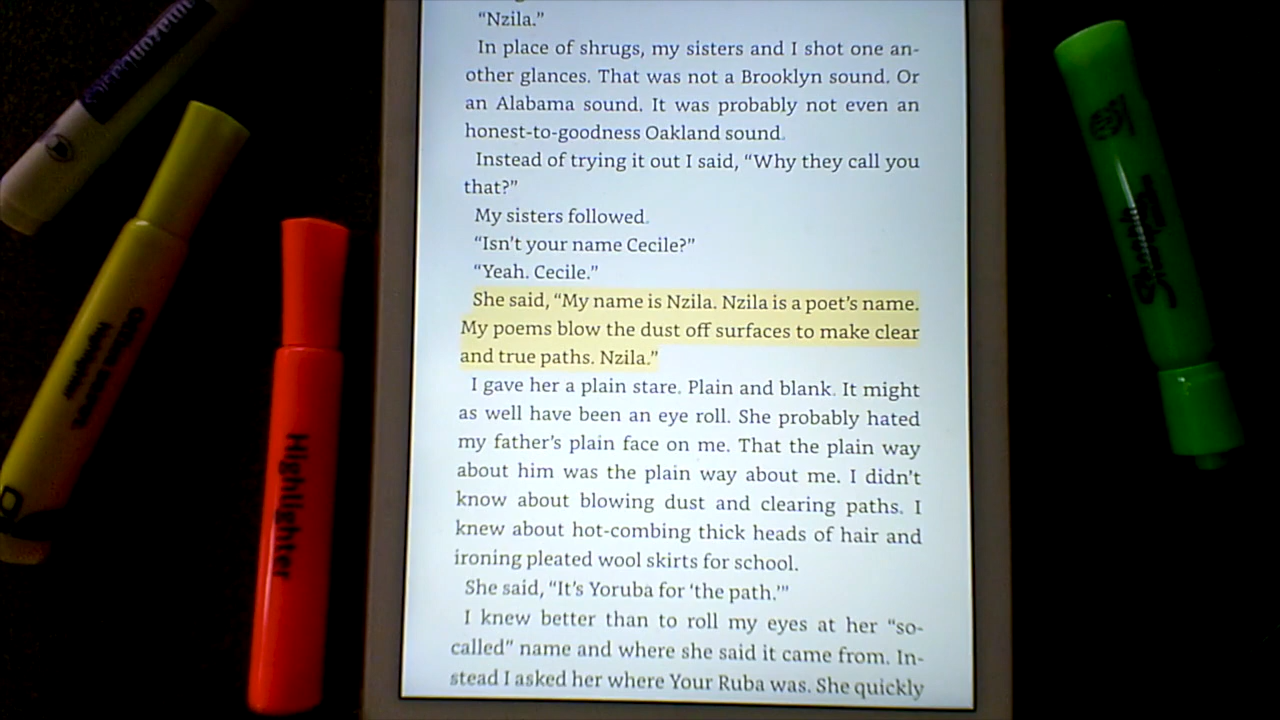 "Nzila."
In place of shrugs, my sisters and I shot one an-
other glances. That was not a Brooklyn sound. Or
an Alabama sound. It was probably not even an
honest-to-goodness Oakland sound.
Instead of trying it out I said, "Why they call you
that?"
My sisters followed.
"Isn't your name Cecile?"
"Yeah. Cecile."
She said, "My name is Nzila. Nzila is a poet's name.
My poems blow the dust off surfaces to make clear
and true paths. Nzila."
I gave her a plain stare. Plain and blank. It might
as well have been an eye roll. She probably hated
my father's plain face on me. That the plain way
about him was the plain way about me. I didn't
know about blowing dust and clearing paths. I
knew about hot-combing thick heads of hair and
ironing pleated wool skirts for school.
She said, "It's Yoruba for 'the path.'"
I knew better than to roll my eyes at her "so-
called" name and where she said it came from. In-
stead I asked her where Your Ruba was. She quickly
Highlighter
Highlighter
Sharpie